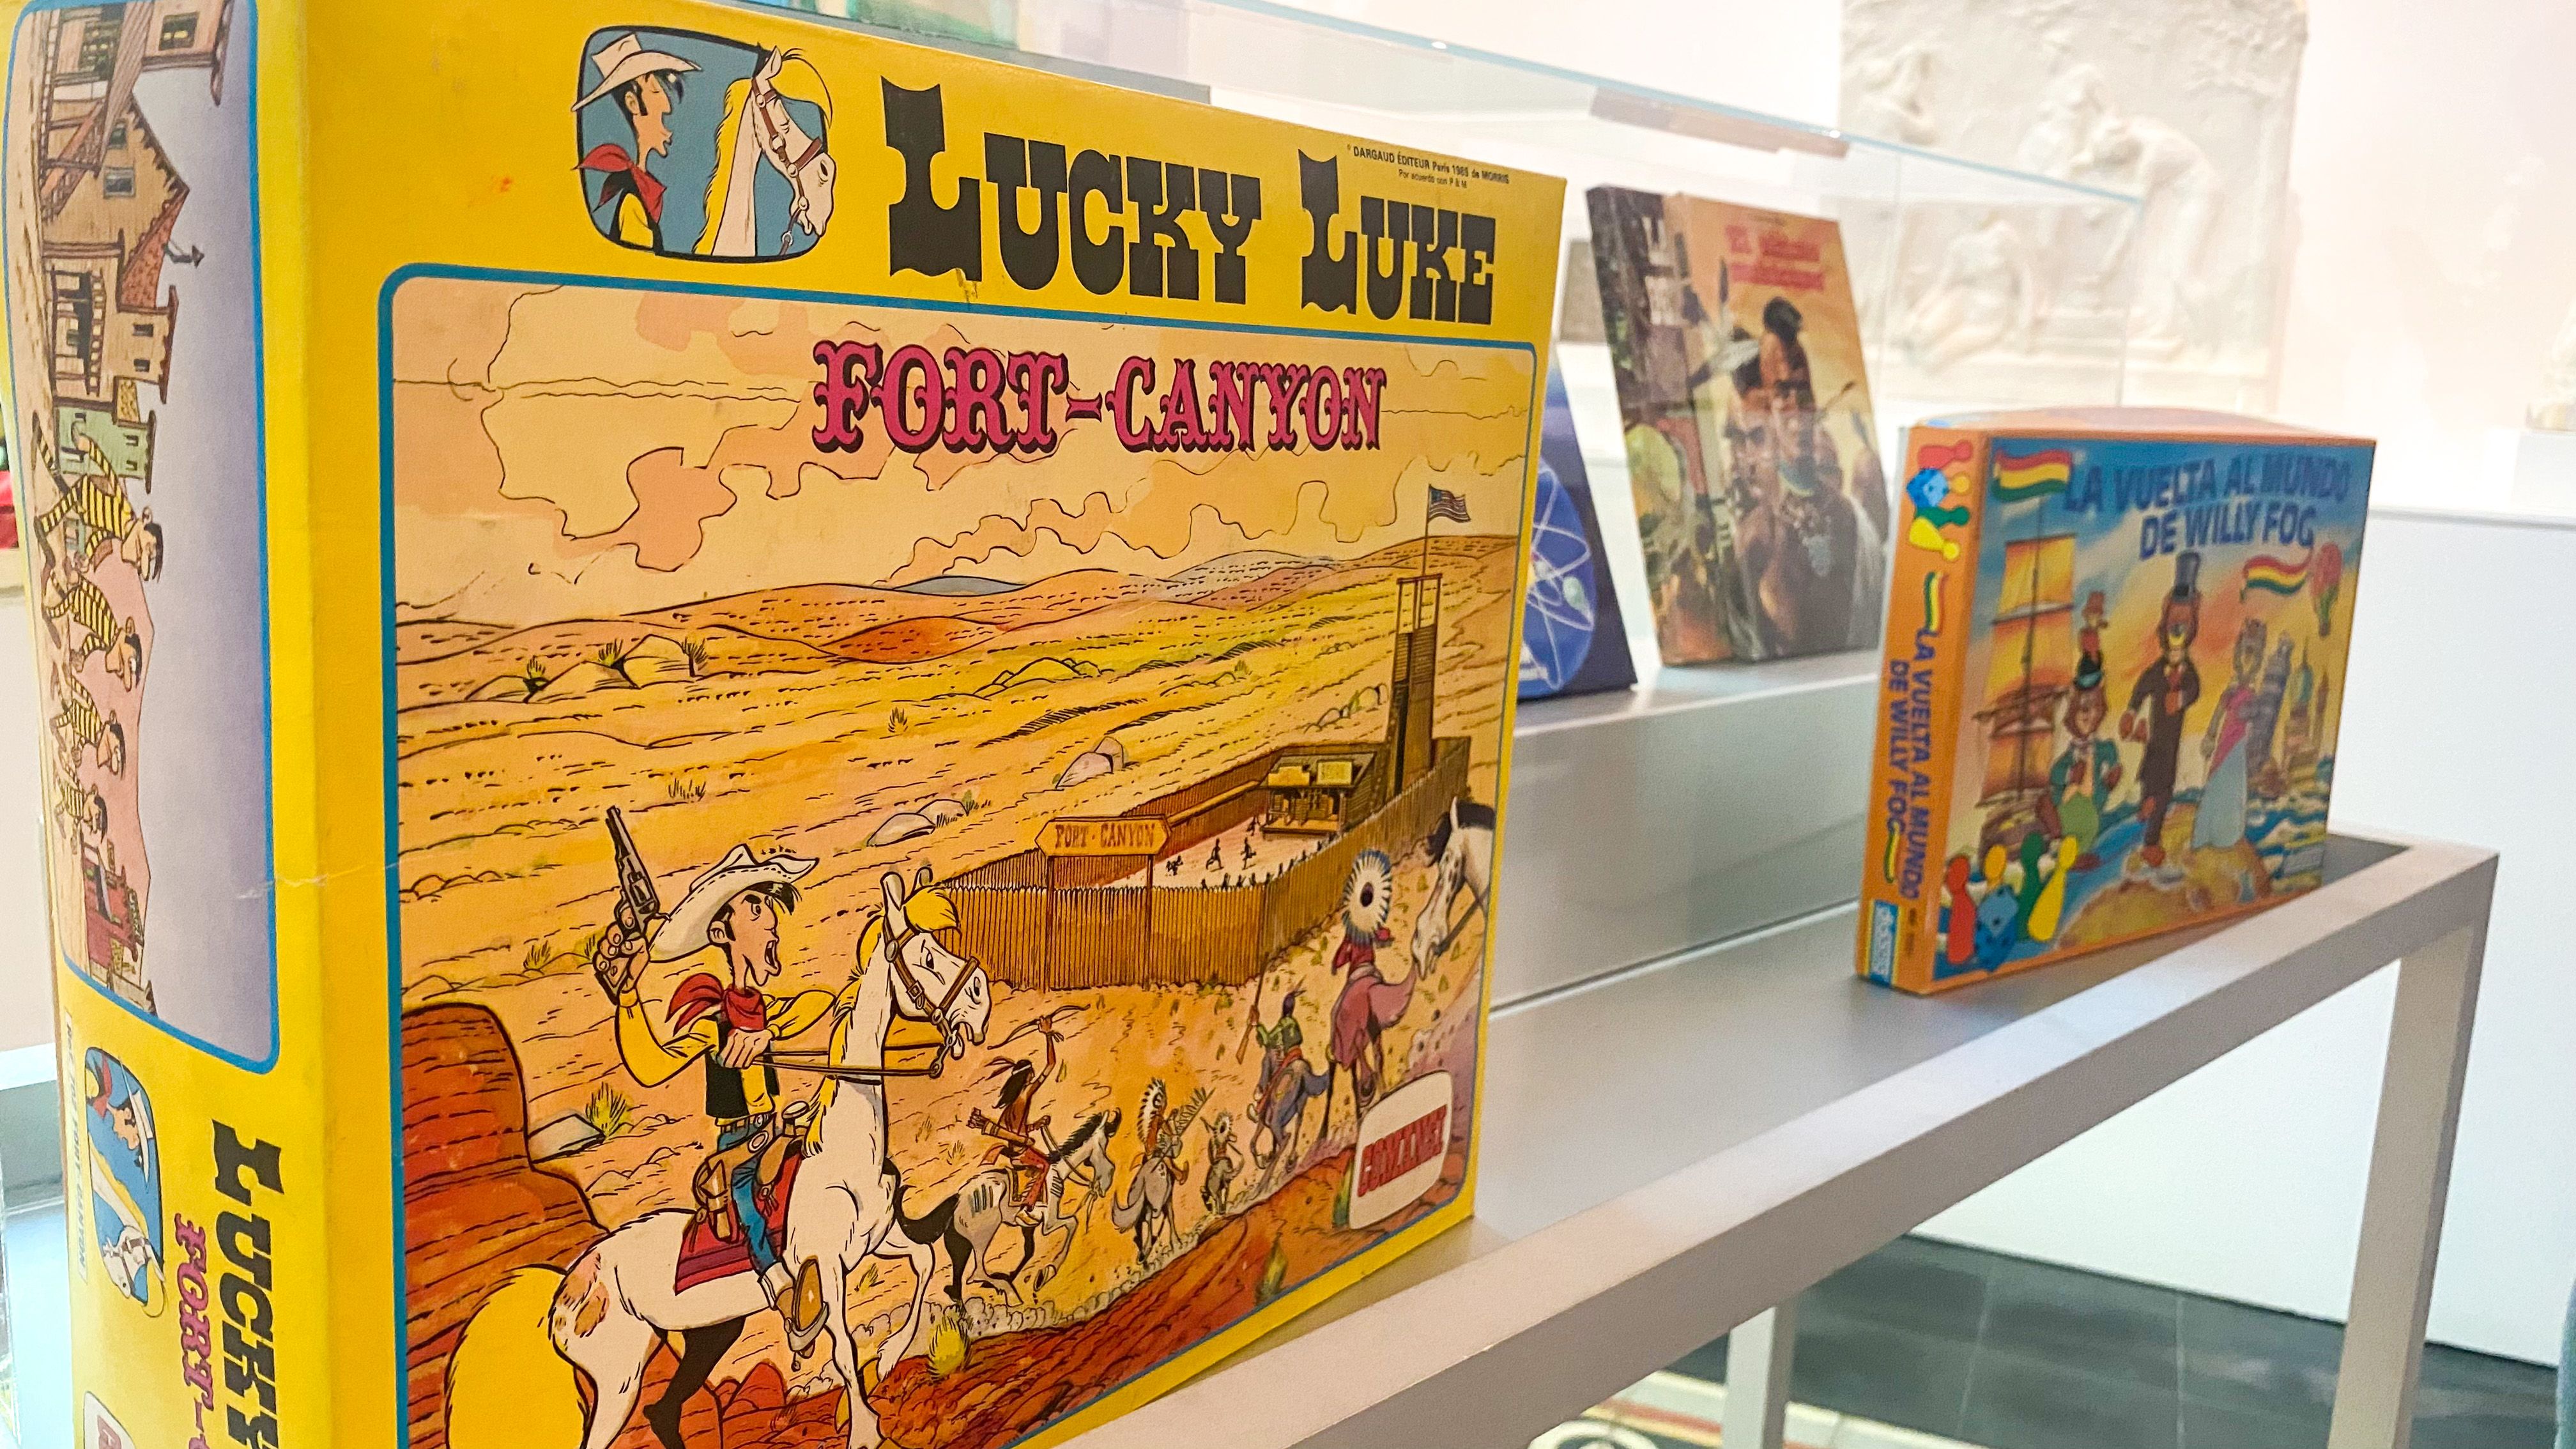 LUCKY LUKE
© DARGAUD ÉDITEUR Paris 1985 de MORRIS
Por acuerdo con P & M
FORT-CANYON
FORT-CANYON
COMANSI
LUCKY
FORT-
LA VUELTA AL MUNDO
DE WILLY FOG
LA VUELTA AL MUNDO
DE WILLY FOG